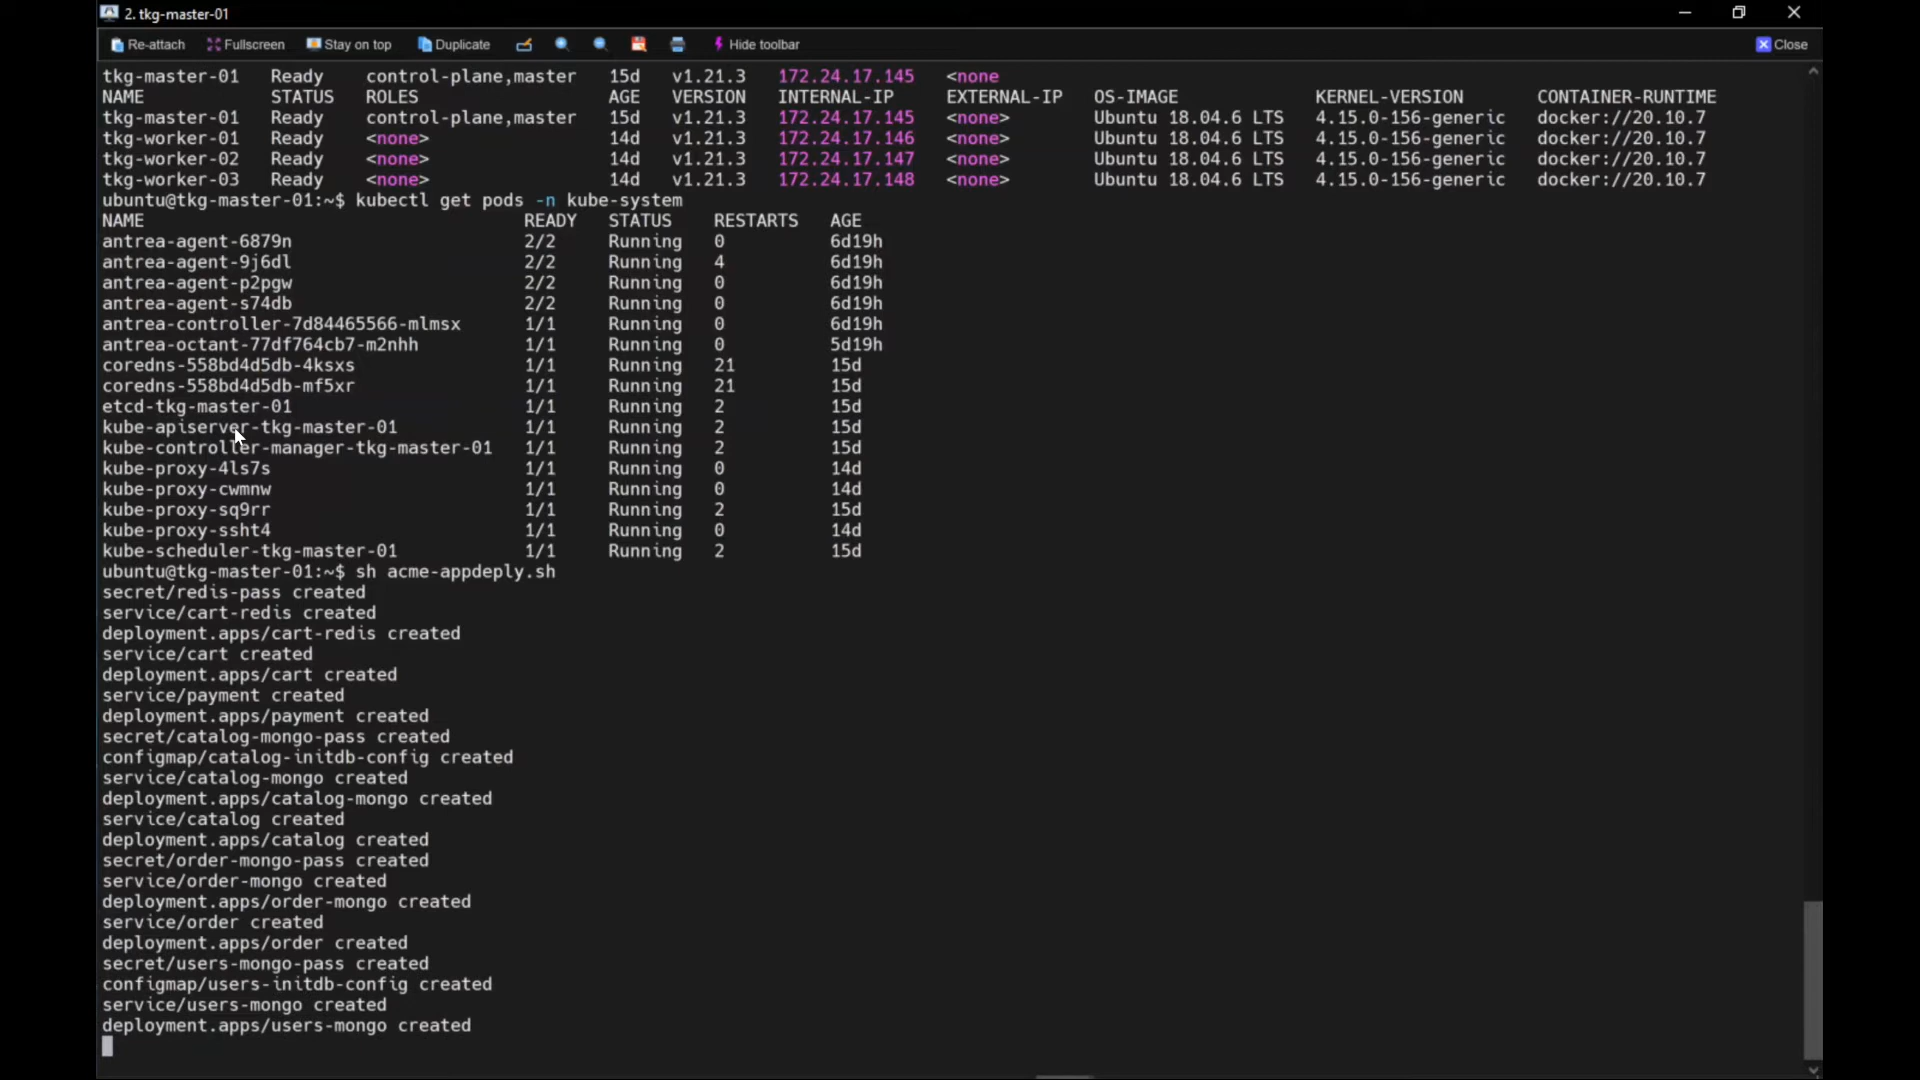 2. tkg-master-01
Re-attach Fullscreen Stay on top Duplicate Hide toolbar Close
tkg-master-01 Ready control-plane,master 15d v1.21.3 172.24.17.145 <none
NAME STATUS ROLES AGE VERSION INTERNAL-IP EXTERNAL-IP OS-IMAGE KERNEL-VERSION CONTAINER-RUNTIME
tkg-master-01 Ready control-plane,master 15d v1.21.3 172.24.17.145 <none> Ubuntu 18.04.6 LTS 4.15.0-156-generic docker://20.10.7
tkg-worker-01 Ready <none> 14d v1.21.3 172.24.17.146 <none> Ubuntu 18.04.6 LTS 4.15.0-156-generic docker://20.10.7
tkg-worker-02 Ready <none> 14d v1.21.3 172.24.17.147 <none> Ubuntu 18.04.6 LTS 4.15.0-156-generic docker://20.10.7
tkg-worker-03 Ready <none> 14d v1.21.3 172.24.17.148 <none> Ubuntu 18.04.6 LTS 4.15.0-156-generic docker://20.10.7
ubuntu@tkg-master-01:~$ kubectl get pods -n kube-system
NAME READY STATUS RESTARTS AGE
antrea-agent-6879n 2/2 Running 0 6d19h
antrea-agent-9j6dl 2/2 Running 4 6d19h
antrea-agent-p2pgw 2/2 Running 0 6d19h
antrea-agent-s74db 2/2 Running 0 6d19h
antrea-controller-7d84465566-mlmsx 1/1 Running 0 6d19h
antrea-octant-77df764cb7-m2nhh 1/1 Running 0 5d19h
coredns-558bd4d5db-4ksxs 1/1 Running 21 15d
coredns-558bd4d5db-mf5xr 1/1 Running 21 15d
etcd-tkg-master-01 1/1 Running 2 15d
kube-apiserver-tkg-master-01 1/1 Running 2 15d
kube-controller-manager-tkg-master-01 1/1 Running 2 15d
kube-proxy-4ls7s 1/1 Running 0 14d
kube-proxy-cwmnw 1/1 Running 0 14d
kube-proxy-sq9rr 1/1 Running 2 15d
kube-proxy-ssht4 1/1 Running 0 14d
kube-scheduler-tkg-master-01 1/1 Running 2 15d
ubuntu@tkg-master-01:~$ sh acme-appdeply.sh
secret/redis-pass created
service/cart-redis created
deployment.apps/cart-redis created
service/cart created
deployment.apps/cart created
service/payment created
deployment.apps/payment created
secret/catalog-mongo-pass created
configmap/catalog-initdb-config created
service/catalog-mongo created
deployment.apps/catalog-mongo created
service/catalog created
deployment.apps/catalog created
secret/order-mongo-pass created
service/order-mongo created
deployment.apps/order-mongo created
service/order created
deployment.apps/order created
secret/users-mongo-pass created
configmap/users-initdb-config created
service/users-mongo created
deployment.apps/users-mongo created